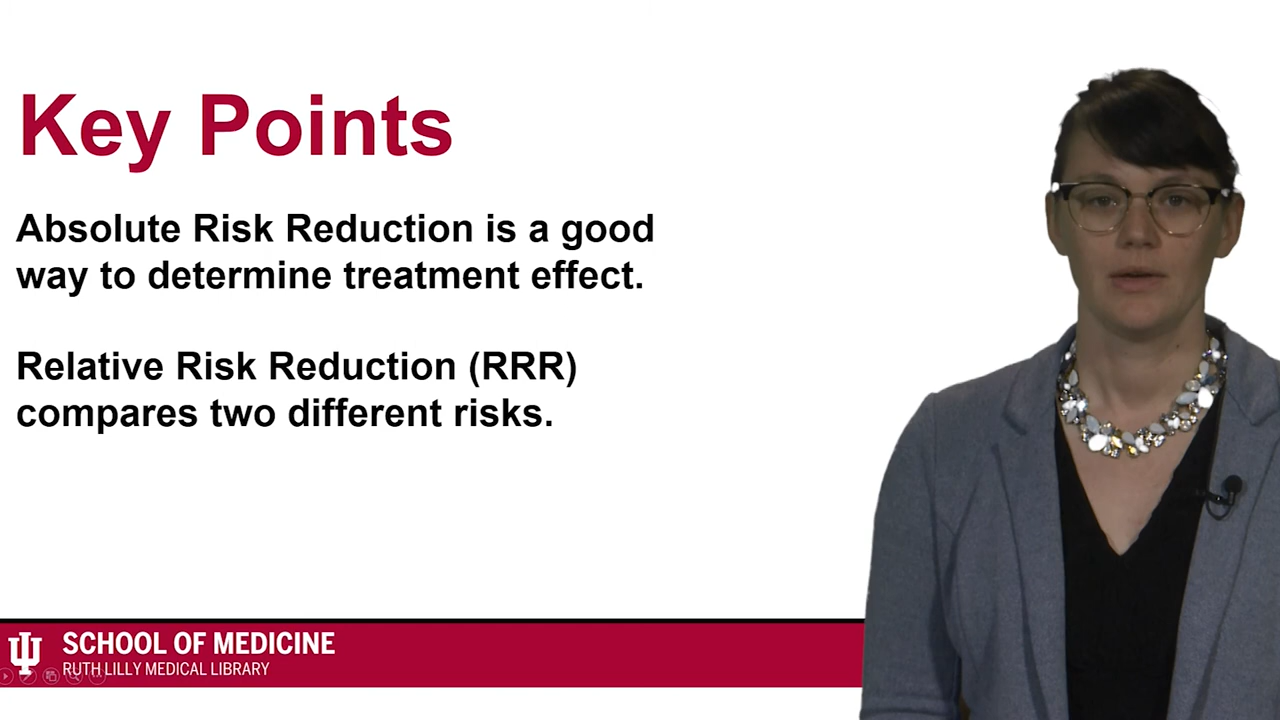 Key Points
Absolute Risk Reduction is a good
way to determine treatment effect.
Relative Risk Reduction (RRR)
compares two different risks.
SCHOOL OF MEDICINE
RUTH LILLY MEDICAL LIBRARY